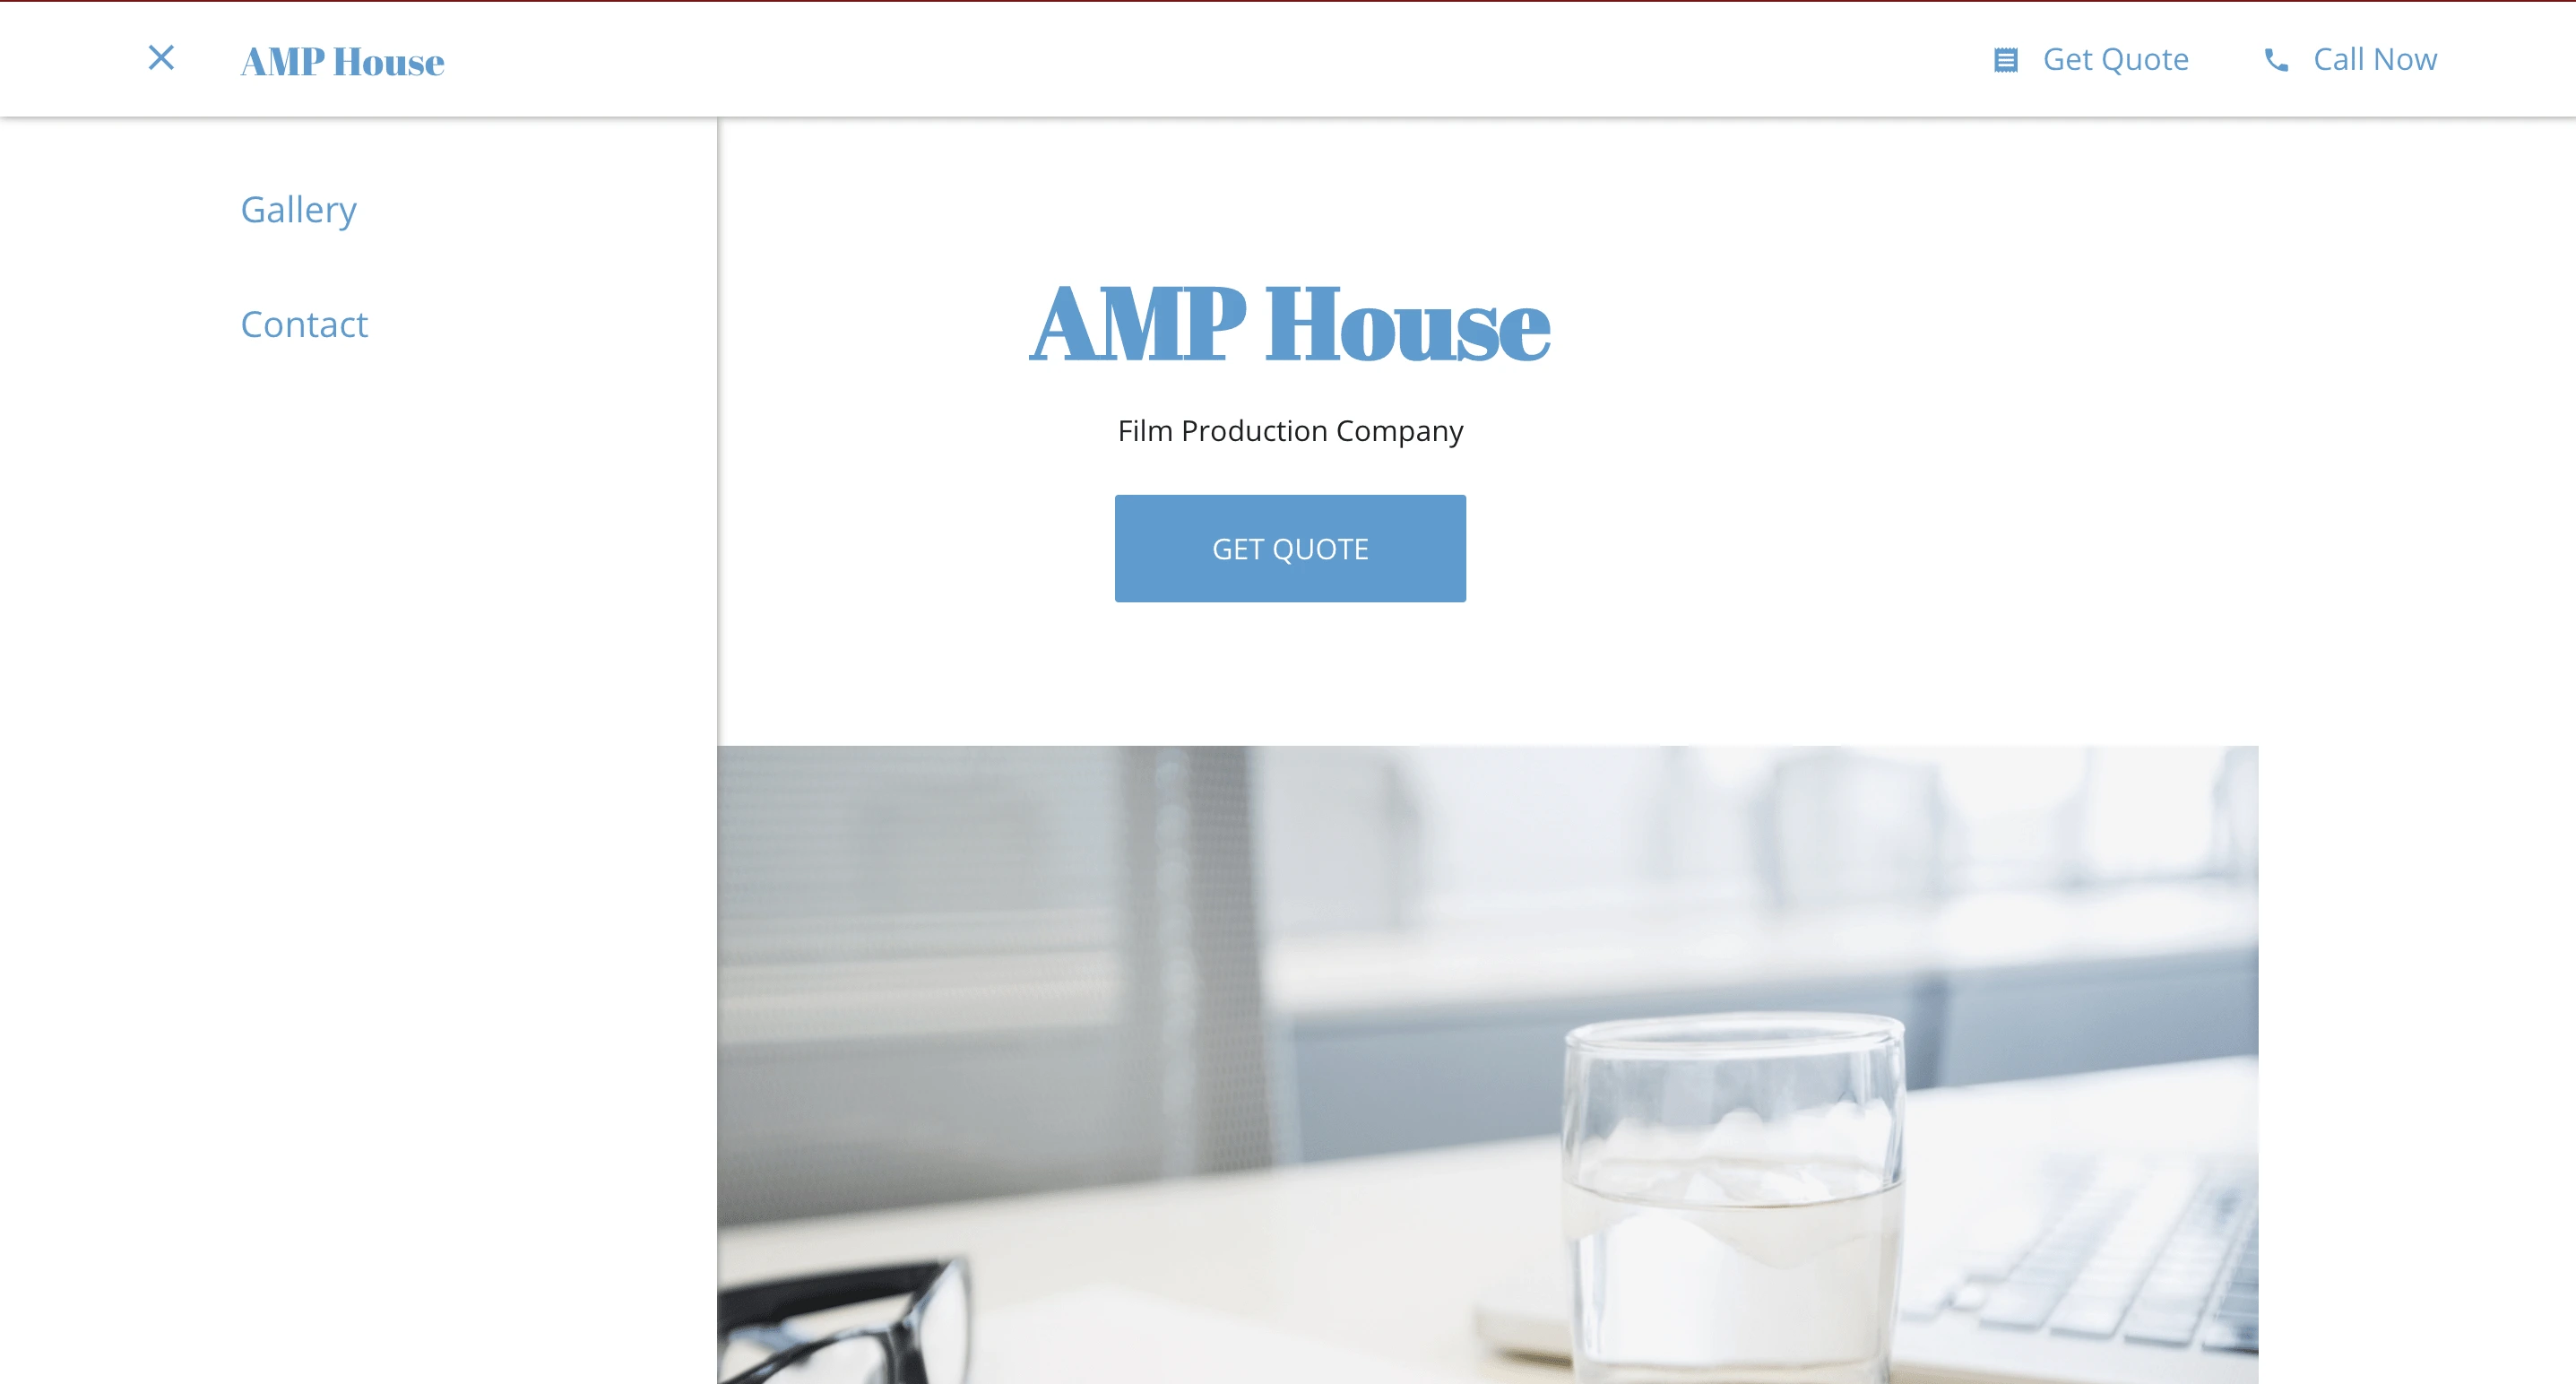 AMP House
Get Quote
Call Now
Gallery
Contact
AMP House
Film Production Company
GET QUOTE